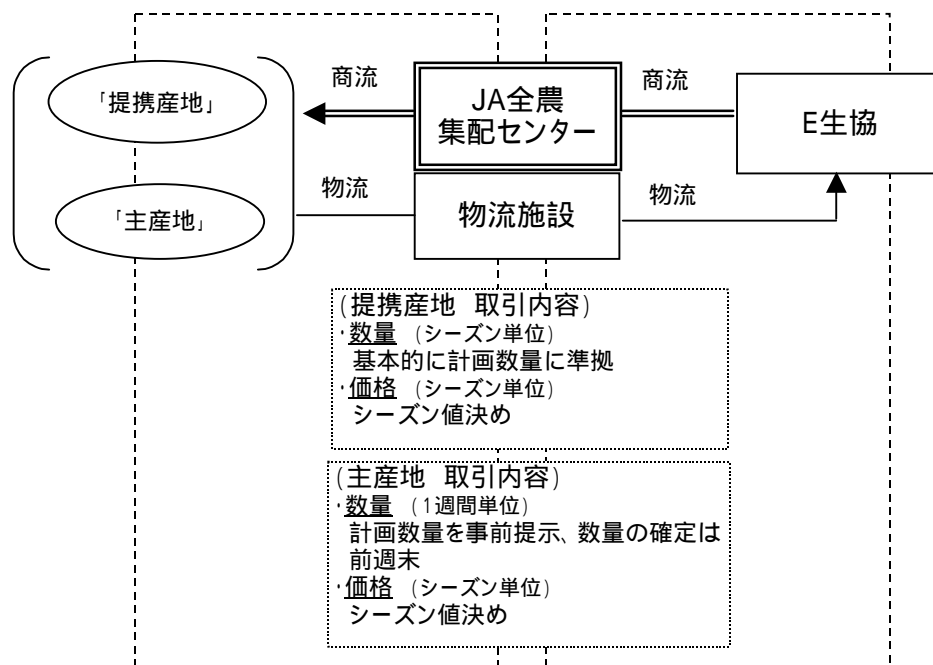 商流
商流
「提携産地」
JA全農
集配センター
E生協
物流
物流
「主産地」
物流施設
(提携産地 取引内容)
・数量 (シーズン単位)
基本的に計画数量に準拠
・価格 (シーズン単位)
シーズン値決め
(主産地 取引内容)
・数量 (1週間単位)
計画数量を事前提示、数量の確定は
前週末
・価格 (シーズン単位)
シーズン値決め